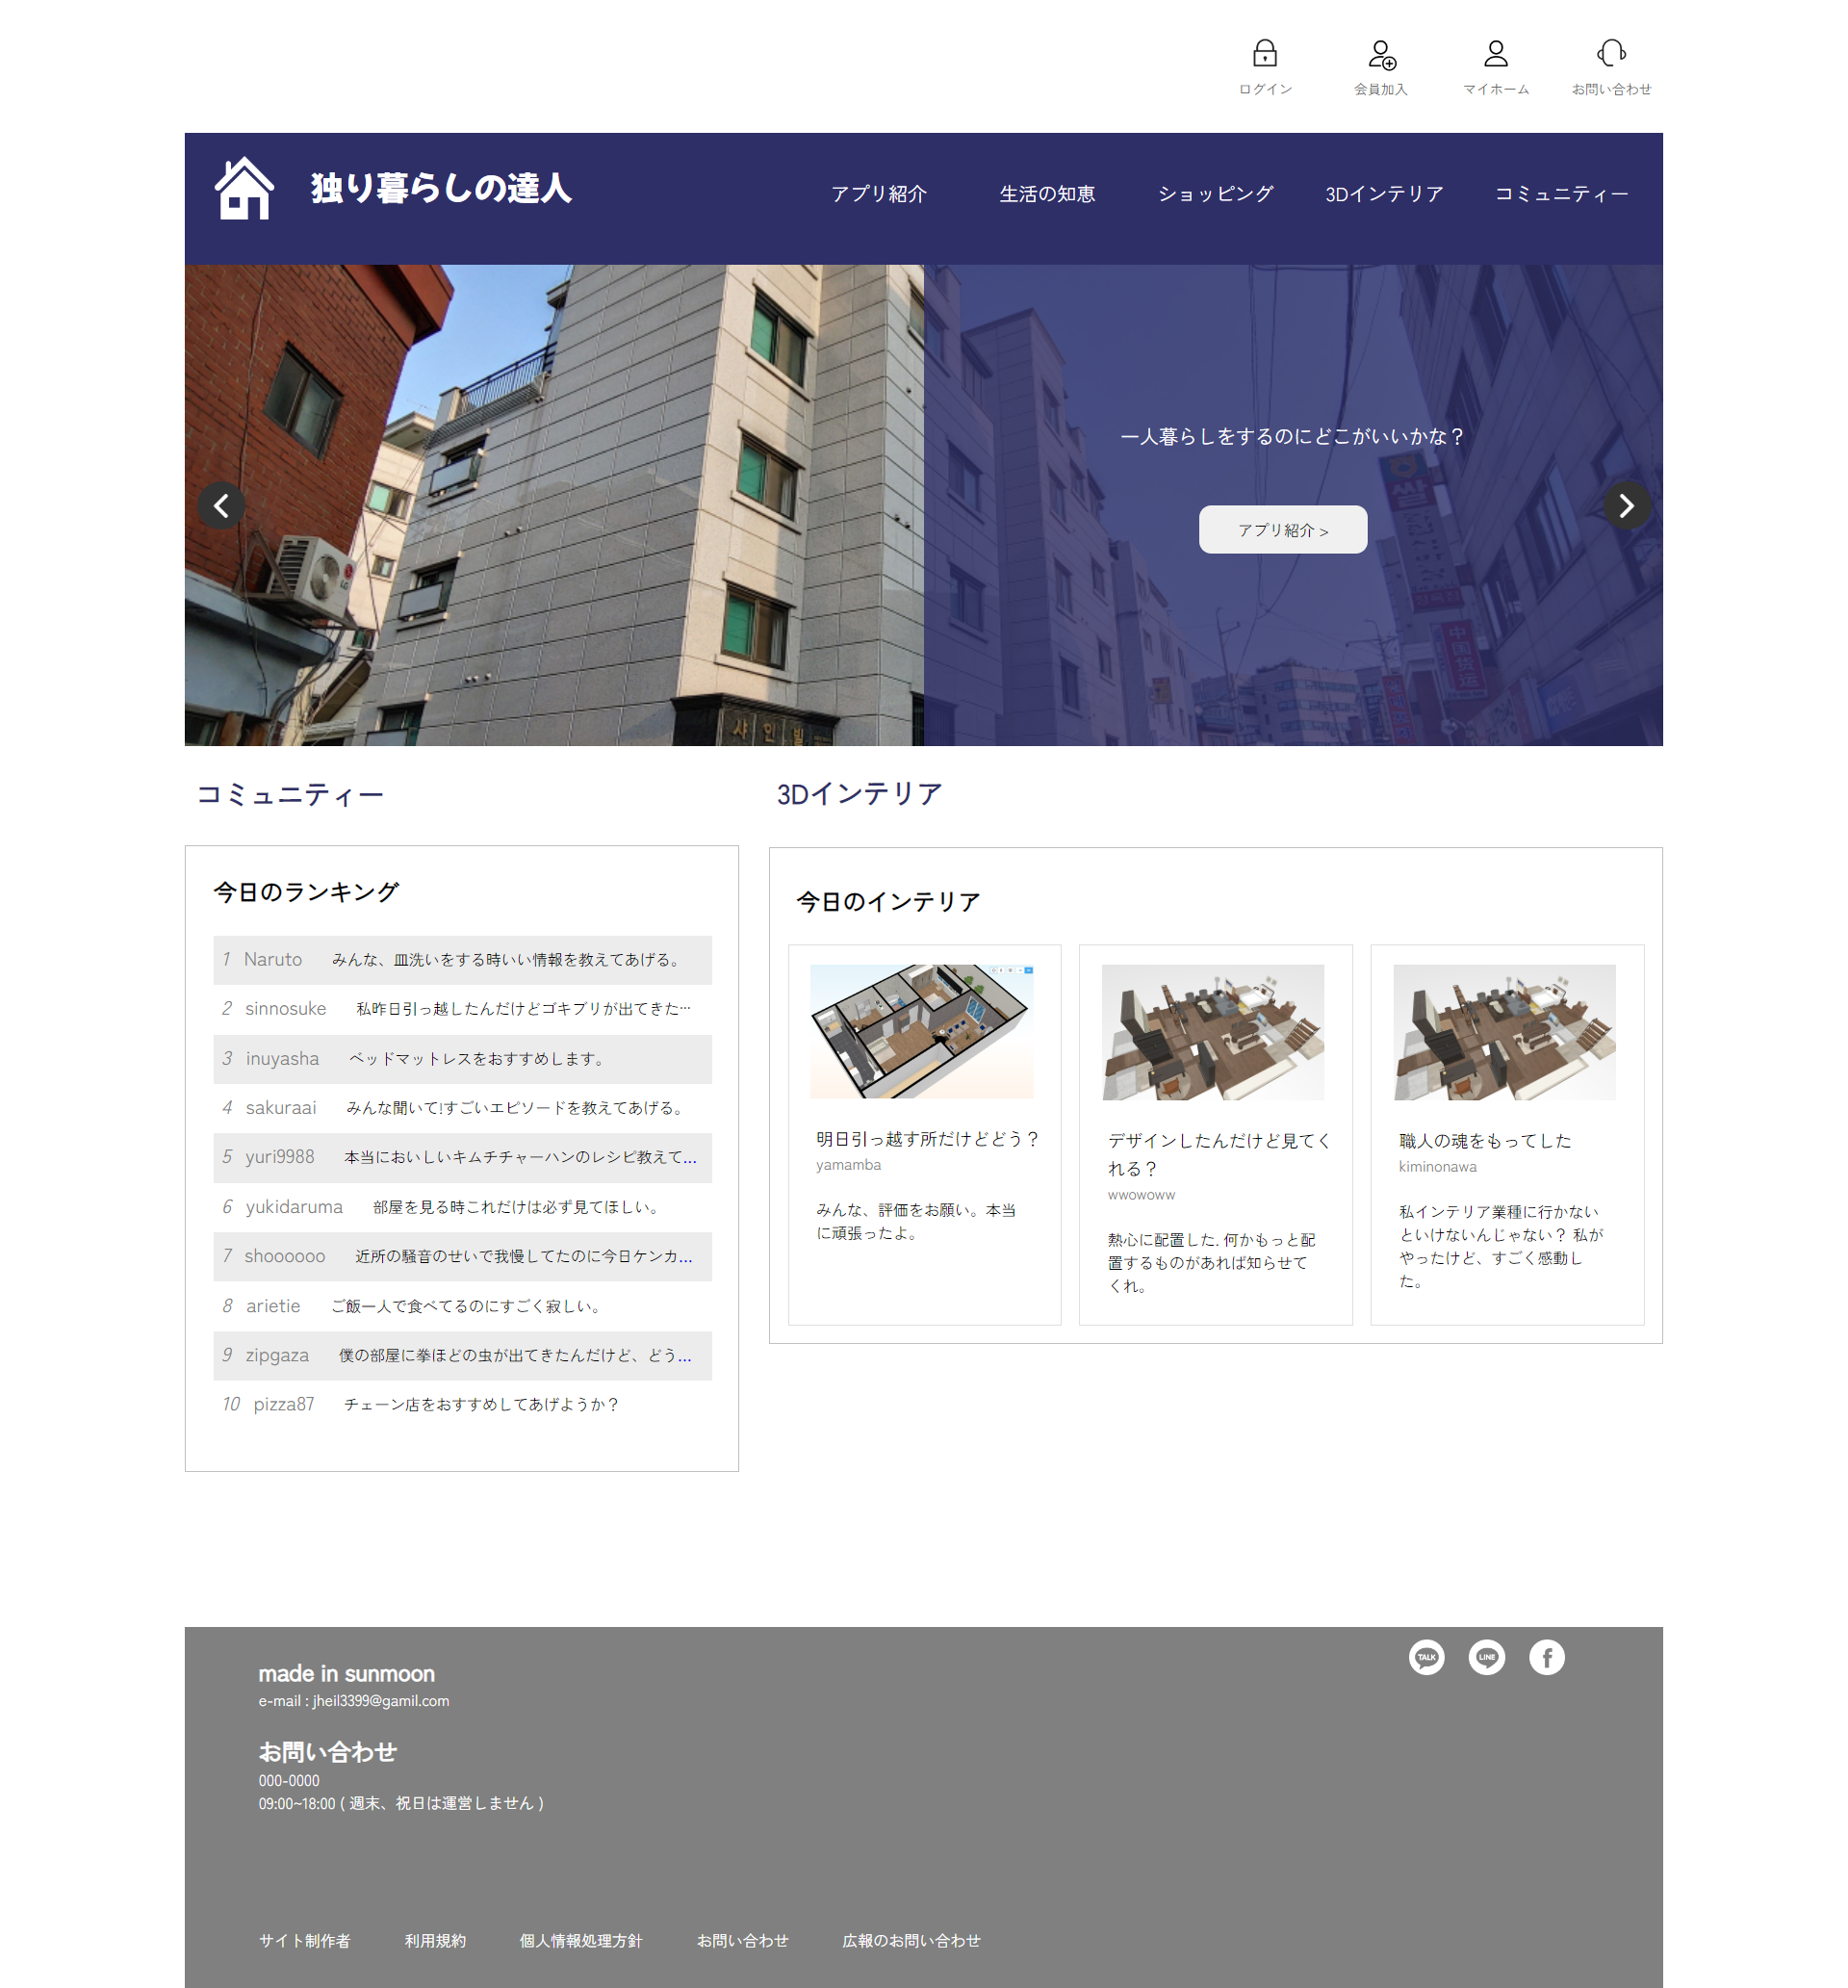 ログイン
会員加入
マイホーム
お問い合わせ
独り暮らしの達人
アプリ紹介
生活の知恵
ショッピング
3Dインテリア
コミュニティー
一人暮らしをするのにどこがいいかな？
アプリ紹介 >
LG
샤인빌
쎌
中国货运
コミュニティー
今日のランキング
1 Naruto みんな、皿洗いをする時いい情報を教えてあげる。
2 sinnosuke 私昨日引っ越したんだけどゴキブリが出てきた…
3 inuyasha ベッドマットレスをおすすめします。
4 sakuraai みんな聞いて!すごいエピソードを教えてあげる。
5 yuri9988 本当においしいキムチチャーハンのレシピ教えて...
6 yukidaruma 部屋を見る時これだけは必ず見てほしい。
7 shoooooo 近所の騒音のせいで我慢してたのに今日ケンカ...
8 arietie ご飯一人で食べてるのにすごく寂しい。
9 zipgaza 僕の部屋に拳ほどの虫が出てきたんだけど、どう...
10 pizza87 チェーン店をおすすめしてあげようか？
3Dインテリア
今日のインテリア
明日引っ越す所だけどどう？
yamamba
みんな、評価をお願い。本当
に頑張ったよ。
デザインしたんだけど見てく
れる？
wwowoww
熱心に配置した. 何かもっと配
置するものがあれば知らせて
くれ。
職人の魂をもってした
kiminonawa
私インテリア業種に行かない
といけないんじゃない？ 私が
やったけど、すごく感動し
た。
TALK
LINE
f
made in sunmoon
e-mail : jheil3399@gamil.com
お問い合わせ
000-0000
09:00~18:00 ( 週末、祝日は運営しません )
サイト制作者
利用規約
個人情報処理方針
お問い合わせ
広報のお問い合わせ